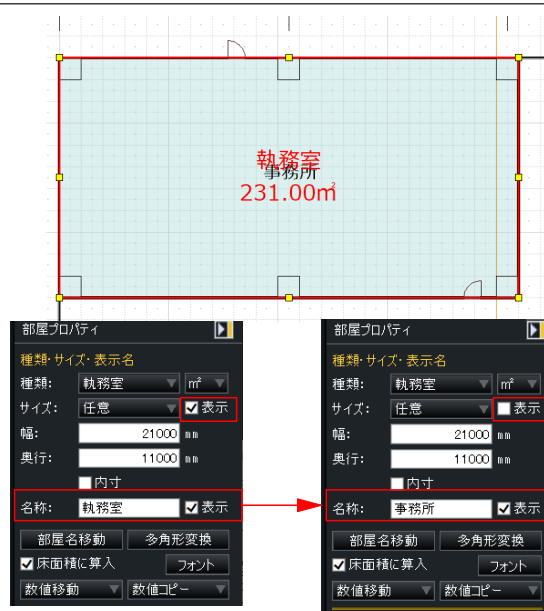 執務室
事務所
231.00㎡
部屋プロパティ
種類・サイズ・表示名
種類: 執務室 ㎡
サイズ: 任意 表示
幅: 21000 mm
奥行: 11000 mm
内寸
名称: 執務室 表示
部屋名移動 多角形変換
床面積に算入 フォント
数値移動 数値コピー
部屋プロパティ
種類・サイズ・表示名
種類: 執務室 ㎡
サイズ: 任意 表示
幅: 21000 mm
奥行: 11000 mm
内寸
名称: 事務所 表示
部屋名移動 多角形変換
床面積に算入 フォント
数値移動 数値コピー